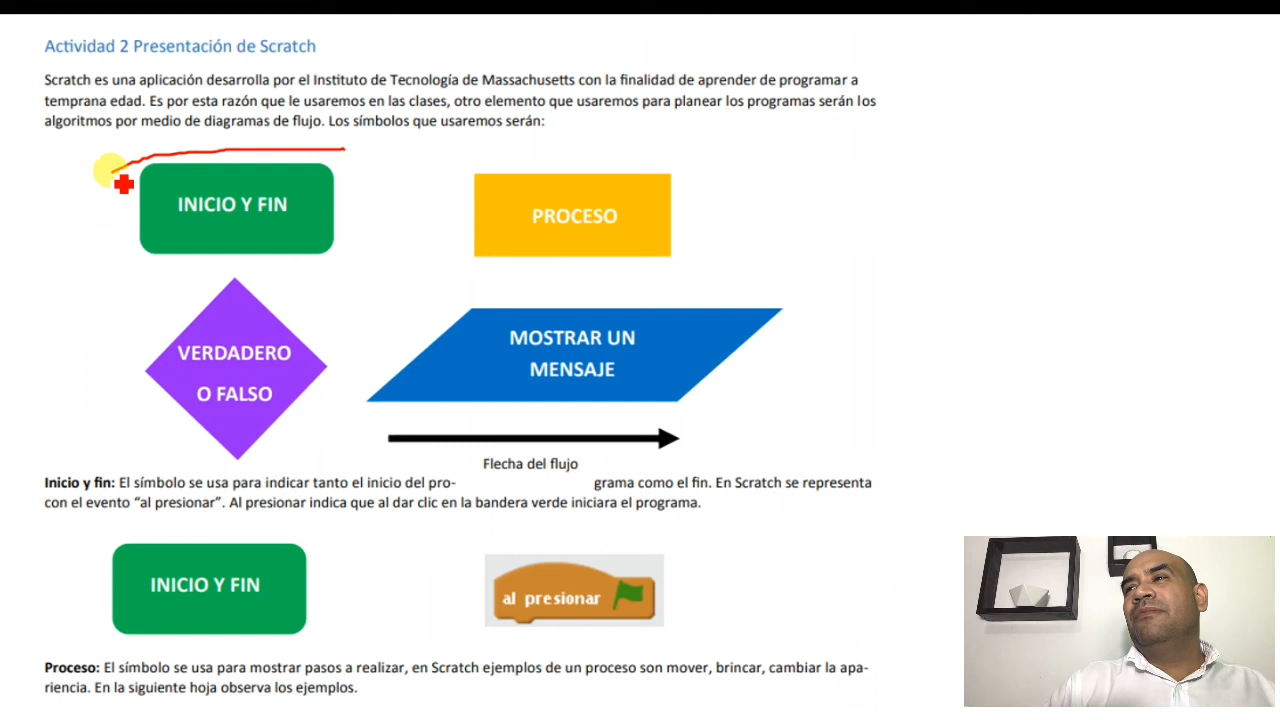 Actividad 2 Presentación de Scratch
Scratch es una aplicación desarrolla por el Instituto de Tecnología de Massachusetts con la finalidad de aprender de programar a
temprana edad. Es por esta razón que le usaremos en las clases, otro elemento que usaremos para planear los programas serán los
algoritmos por medio de diagramas de flujo. Los símbolos que usaremos serán:
INICIO Y FIN
PROCESO
VERDADERO
O FALSO
MOSTRAR UN
MENSAJE
Flecha del flujo
Inicio y fin: El símbolo se usa para indicar tanto el inicio del pro- grama como el fin. En Scratch se representa
con el evento “al presionar”. Al presionar indica que al dar clic en la bandera verde iniciara el programa.
INICIO Y FIN
al presionar
Proceso: El símbolo se usa para mostrar pasos a realizar, en Scratch ejemplos de un proceso son mover, brincar, cambiar la apa-
riencia. En la siguiente hoja observa los ejemplos.